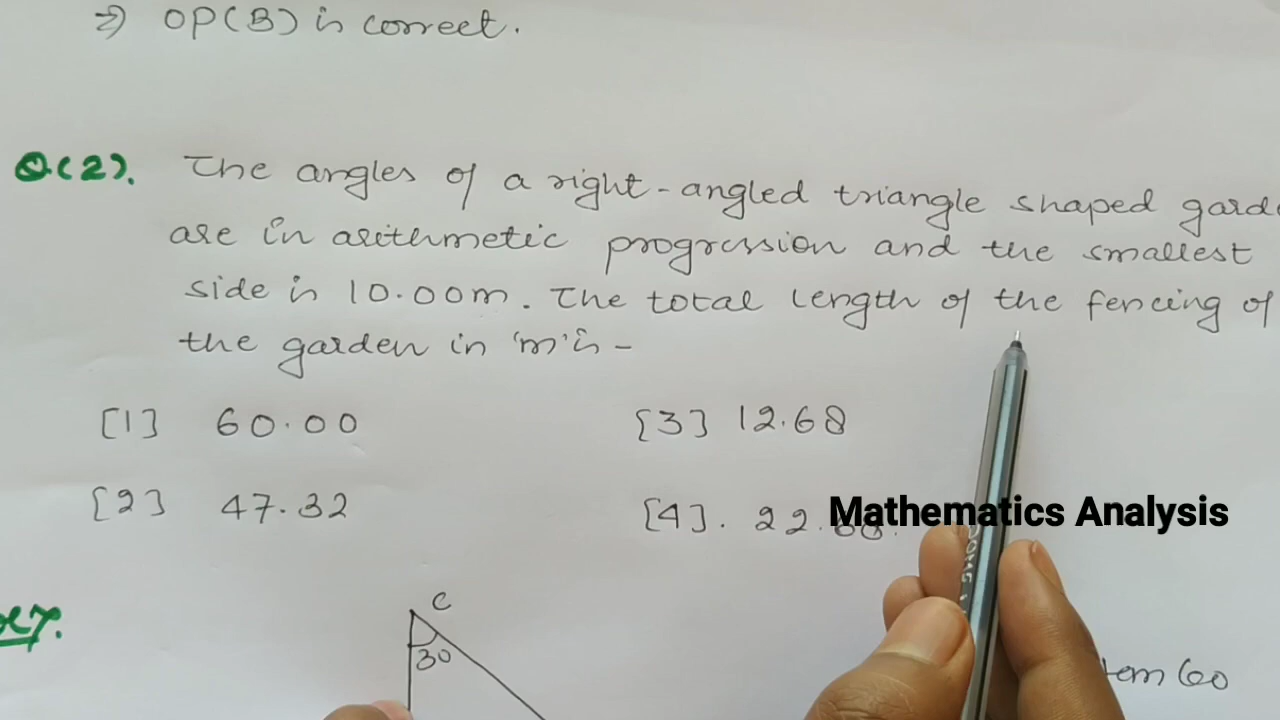 ⇒ OP(B) is correct.
Q(2). The angles of a right-angled triangle shaped
are in arithmetic progression and the smallest
side is 10.00m. The total length of the fencing of
the garden in 'm' is -
[1] 60.00
[3] 12.68
[2] 47.32
[4]. 22.68.
Mathematics Analysis
C
30
60